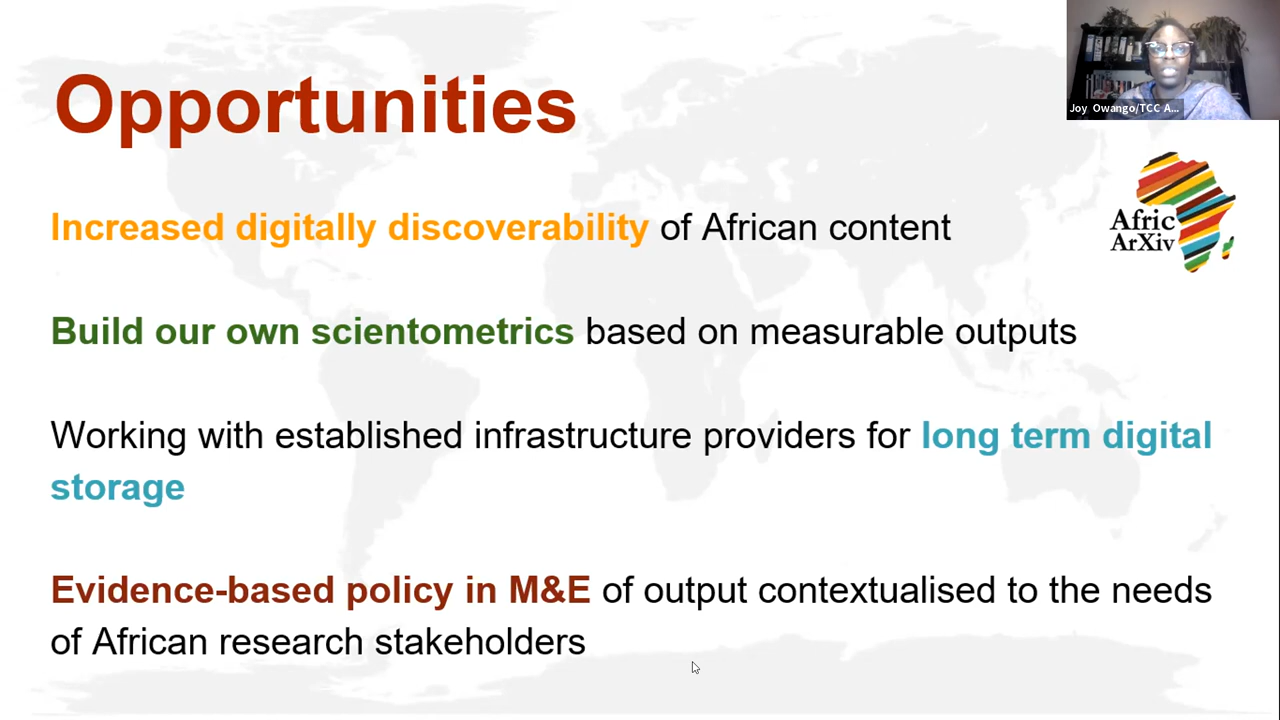 Opportunities
Joy Owango/TCC A...
Afric
ArXiv
Increased digitally discoverability of African content
Build our own scientometrics based on measurable outputs
Working with established infrastructure providers for long term digital
storage
Evidence-based policy in M&E of output contextualised to the needs
of African research stakeholders